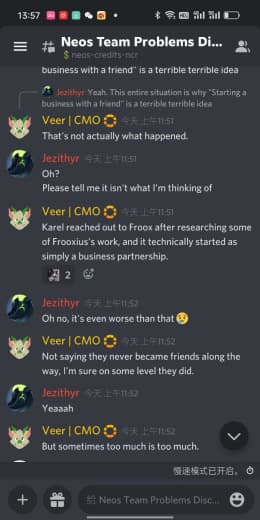 13:57
Neos Team Problems Di...
$ neos-credits-ncr
business with a friend" is a terrible terrible idea
Jezithyr Yeah. This entire situation is why "Starting a
business with a friend" is a terrible terrible idea
Veer | CMO 今天 上午11:51
That's not actually what happened.
Jezithyr 今天 上午11:51
Oh?
Please tell me it isn't what I'm thinking of
Veer | CMO 今天 上午11:51
Karel reached out to Froox after researching some
of Frooxius's work, and it technically started as
simply a business partnership.
2
Jezithyr 今天 上午11:52
Oh no, it's even worse than that 😢
Veer | CMO 今天 上午11:52
Not saying they never became friends along the
way, I'm sure on some level they did.
Jezithyr 今天 上午11:52
Yeaaah
Veer | CMO 今天 上午11:52
But sometimes too much is too much.
慢速模式已开启。
給 Neos Team Problems Disc...